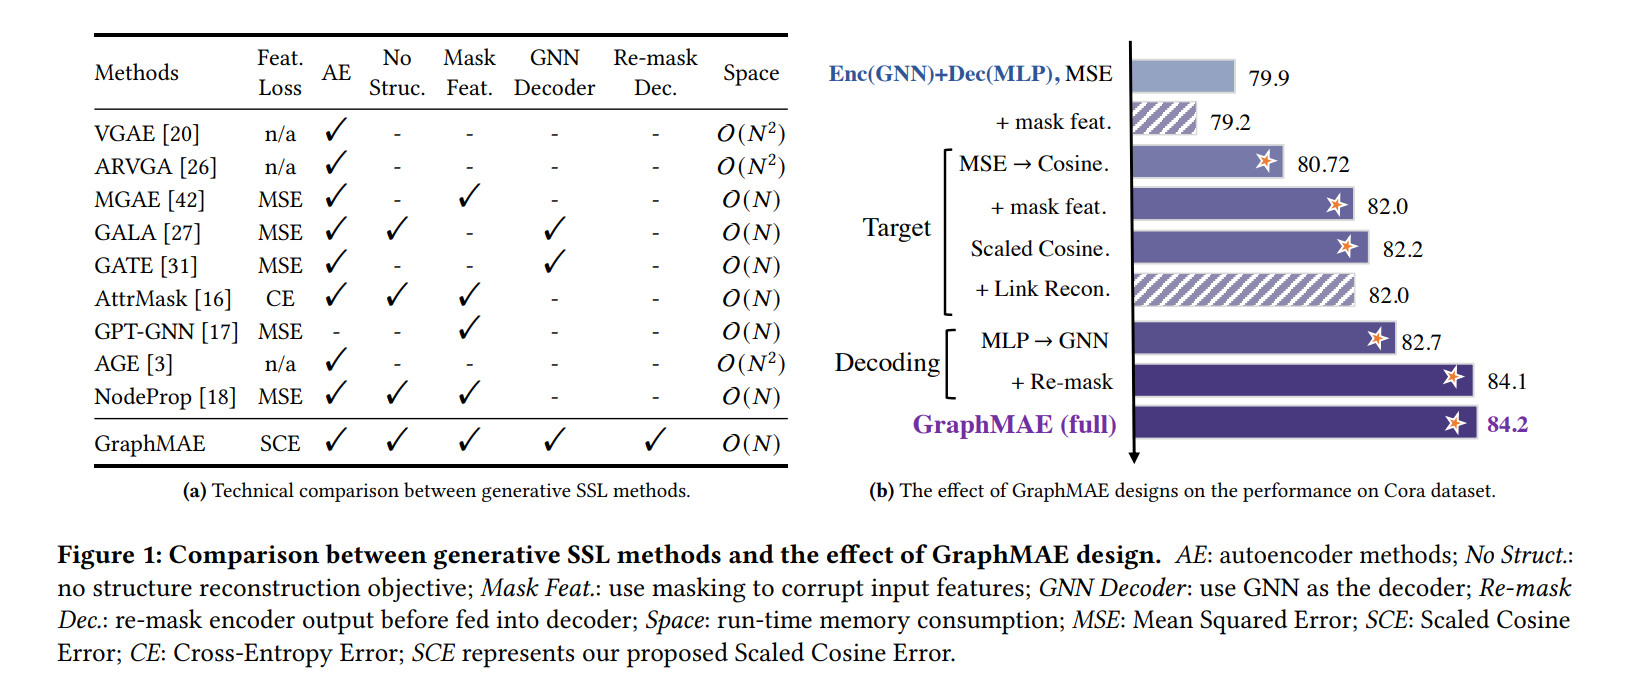 Methods Feat. Loss AE No Struc. Mask Feat. GNN Decoder Re-mask Dec. Space
VGAE [20] n/a ✓ - - - - O(N²)
ARVGA [26] n/a ✓ - - - - O(N²)
MGAE [42] MSE ✓ - ✓ - - O(N)
GALA [27] MSE ✓ ✓ - ✓ - O(N)
GATE [31] MSE ✓ - - ✓ - O(N)
AttrMask [16] CE ✓ ✓ ✓ - - O(N)
GPT-GNN [17] MSE - - ✓ - - O(N)
AGE [3] n/a ✓ - - - - O(N²)
NodeProp [18] MSE ✓ ✓ ✓ - - O(N)
GraphMAE SCE ✓ ✓ ✓ ✓ ✓ O(N)
(a) Technical comparison between generative SSL methods.
Enc(GNN)+Dec(MLP), MSE 79.9
+ mask feat. 79.2
Target
MSE → Cosine. 80.72
+ mask feat. 82.0
Scaled Cosine. 82.2
+ Link Recon. 82.0
Decoding
MLP → GNN 82.7
+ Re-mask 84.1
GraphMAE (full) 84.2
(b) The effect of GraphMAE designs on the performance on Cora dataset.
Figure 1: Comparison between generative SSL methods and the effect of GraphMAE design. AE: autoencoder methods; No Struct.:
no structure reconstruction objective; Mask Feat.: use masking to corrupt input features; GNN Decoder: use GNN as the decoder; Re-mask
Dec.: re-mask encoder output before fed into decoder; Space: run-time memory consumption; MSE: Mean Squared Error; SCE: Scaled Cosine
Error; CE: Cross-Entropy Error; SCE represents our proposed Scaled Cosine Error.